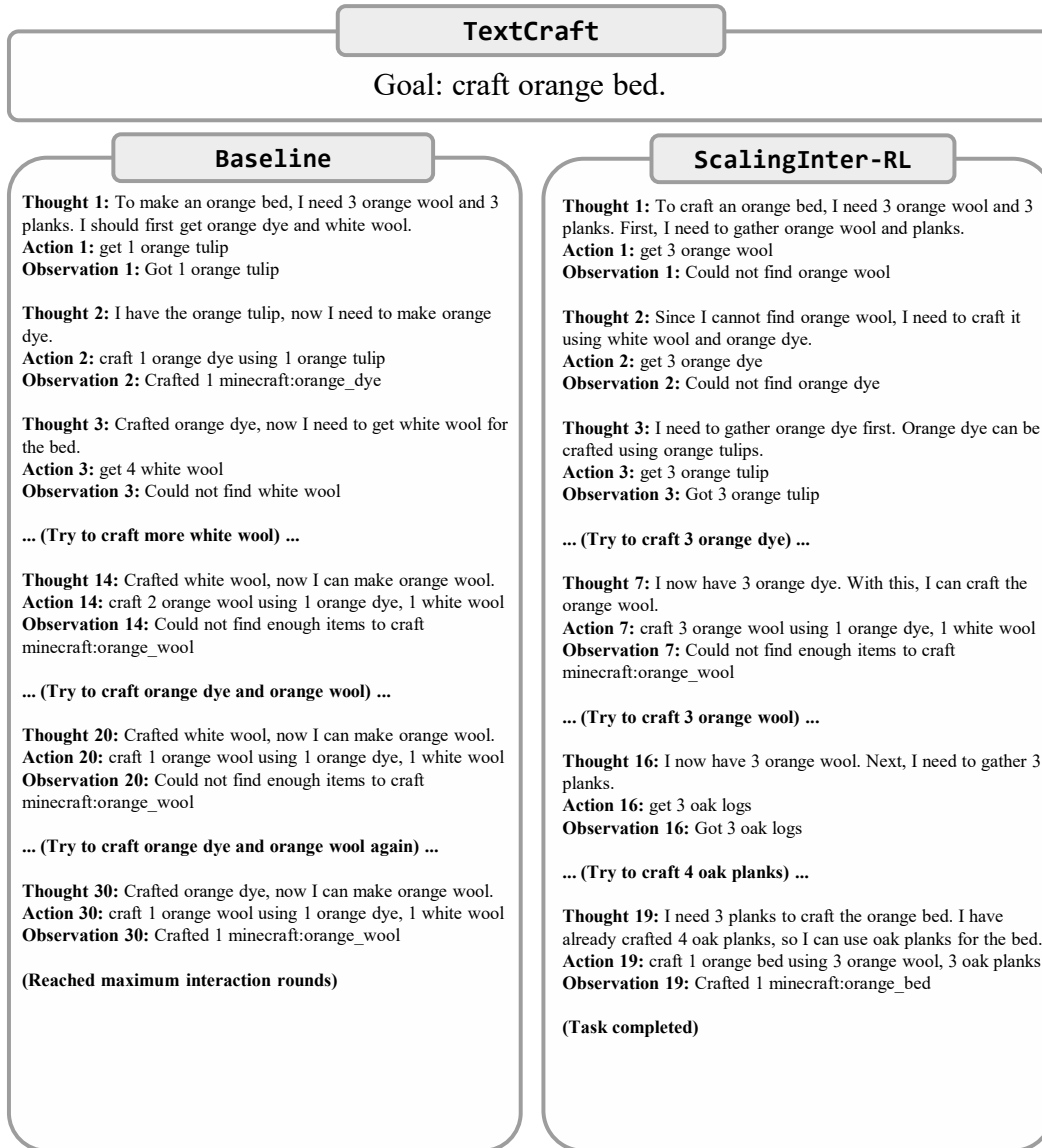 TextCraft
Goal: craft orange bed.
Baseline
Thought 1: To make an orange bed, I need 3 orange wool and 3
planks. I should first get orange dye and white wool.
Action 1: get 1 orange tulip
Observation 1: Got 1 orange tulip
Thought 2: I have the orange tulip, now I need to make orange
dye.
Action 2: craft 1 orange dye using 1 orange tulip
Observation 2: Crafted 1 minecraft:orange_dye
Thought 3: Crafted orange dye, now I need to get white wool for
the bed.
Action 3: get 4 white wool
Observation 3: Could not find white wool
... (Try to craft more white wool) ...
Thought 14: Crafted white wool, now I can make orange wool.
Action 14: craft 2 orange wool using 1 orange dye, 1 white wool
Observation 14: Could not find enough items to craft
minecraft:orange_wool
... (Try to craft orange dye and orange wool) ...
Thought 20: Crafted white wool, now I can make orange wool.
Action 20: craft 1 orange wool using 1 orange dye, 1 white wool
Observation 20: Could not find enough items to craft
minecraft:orange_wool
... (Try to craft orange dye and orange wool again) ...
Thought 30: Crafted orange dye, now I can make orange wool.
Action 30: craft 1 orange wool using 1 orange dye, 1 white wool
Observation 30: Crafted 1 minecraft:orange_wool
(Reached maximum interaction rounds)
ScalingInter-RL
Thought 1: To craft an orange bed, I need 3 orange wool and 3
planks. First, I need to gather orange wool and planks.
Action 1: get 3 orange wool
Observation 1: Could not find orange wool
Thought 2: Since I cannot find orange wool, I need to craft it
using white wool and orange dye.
Action 2: get 3 orange dye
Observation 2: Could not find orange dye
Thought 3: I need to gather orange dye first. Orange dye can be
crafted using orange tulips.
Action 3: get 3 orange tulip
Observation 3: Got 3 orange tulip
... (Try to craft 3 orange dye) ...
Thought 7: I now have 3 orange dye. With this, I can craft the
orange wool.
Action 7: craft 3 orange wool using 1 orange dye, 1 white wool
Observation 7: Could not find enough items to craft
minecraft:orange_wool
... (Try to craft 3 orange wool) ...
Thought 16: I now have 3 orange wool. Next, I need to gather 3
planks.
Action 16: get 3 oak logs
Observation 16: Got 3 oak logs
... (Try to craft 4 oak planks) ...
Thought 19: I need 3 planks to craft the orange bed. I have
already crafted 4 oak planks, so I can use oak planks for the bed.
Action 19: craft 1 orange bed using 3 orange wool, 3 oak planks
Observation 19: Crafted 1 minecraft:orange_bed
(Task completed)